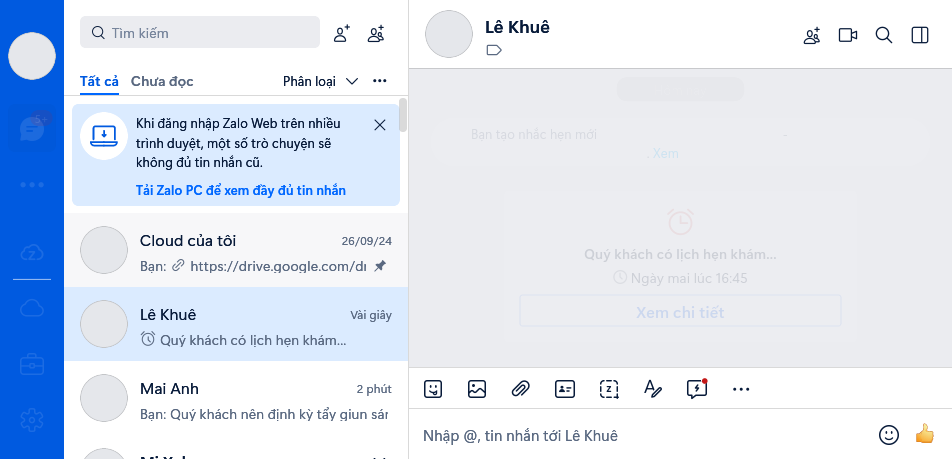 Tìm kiếm
Tất cả Chưa đọc Phân loại
Khi đăng nhập Zalo Web trên nhiều
trình duyệt, một số trò chuyện sẽ
không đủ tin nhắn cũ.
Tải Zalo PC để xem đầy đủ tin nhắn
Cloud của tôi 26/09/24
Bạn: https://drive.google.com/dr
Lê Khuê Vài giây
Quý khách có lịch hẹn khám...
Mai Anh 2 phút
Bạn: Quý khách nên định kỳ tẩy giun sán
Lê Khuê
Bạn tạo nhắc hẹn mới -
Xem
Quý khách có lịch hẹn khám...
Ngày mai lúc 16:45
Xem chi tiết
Nhập @, tin nhắn tới Lê Khuê